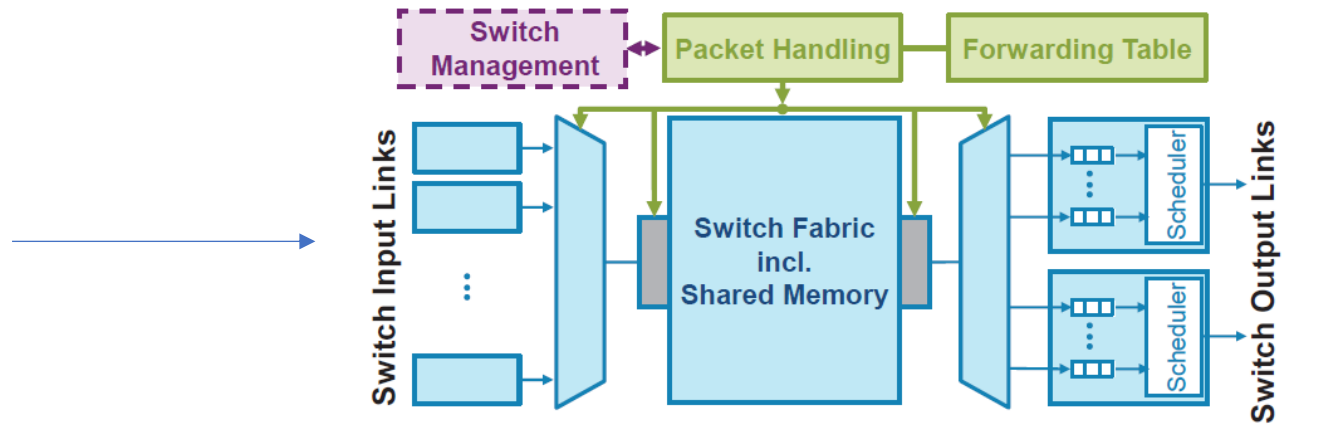 Switch
Management
Packet Handling
Forwarding Table
Switch Input Links
Switch Fabric
incl.
Shared Memory
Scheduler
Scheduler
Switch Output Links